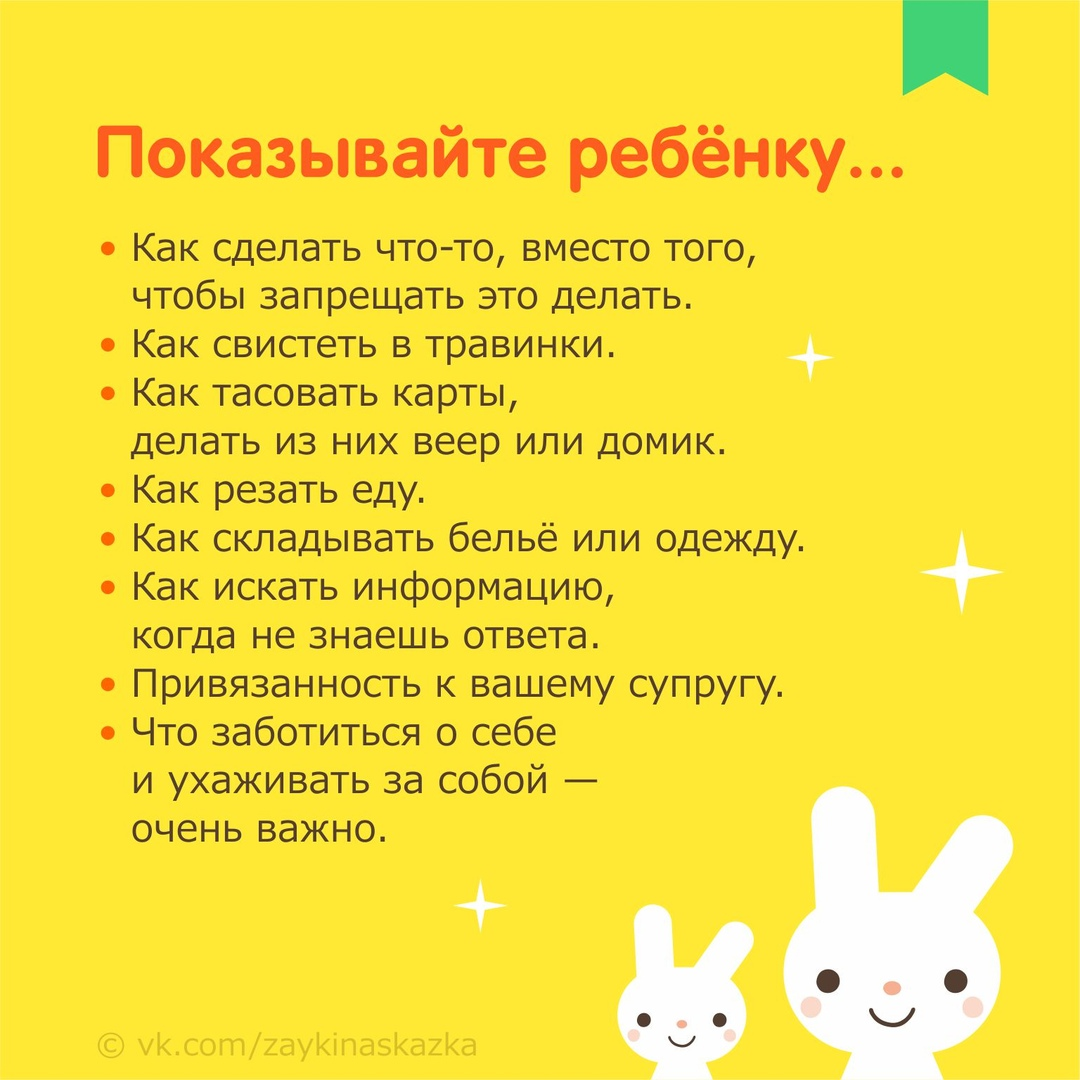 Показывайте ребёнку...
• Как сделать что-то, вместо того,
чтобы запрещать это делать.
• Как свистеть в травинки.
• Как тасовать карты,
делать из них веер или домик.
• Как резать еду.
• Как складывать бельё или одежду.
• Как искать информацию,
когда не знаешь ответа.
• Привязанность к вашему супругу.
• Что заботиться о себе
и ухаживать за собой —
очень важно.
© vk.com/zaykinaskazka